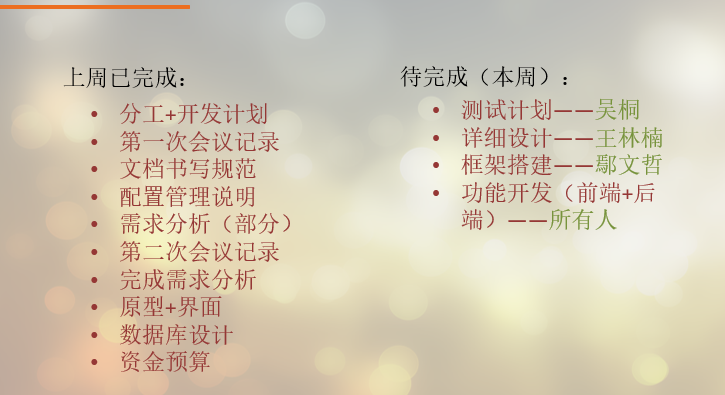 上周已完成：
分工+开发计划
第一次会议记录
文档书写规范
配置管理说明
需求分析（部分）
第二次会议记录
完成需求分析
原型+界面
数据库设计
资金预算
待完成（本周）：
测试计划——吴桐
详细设计——王林楠
框架搭建——鄢文哲
功能开发（前端+后
端）——所有人